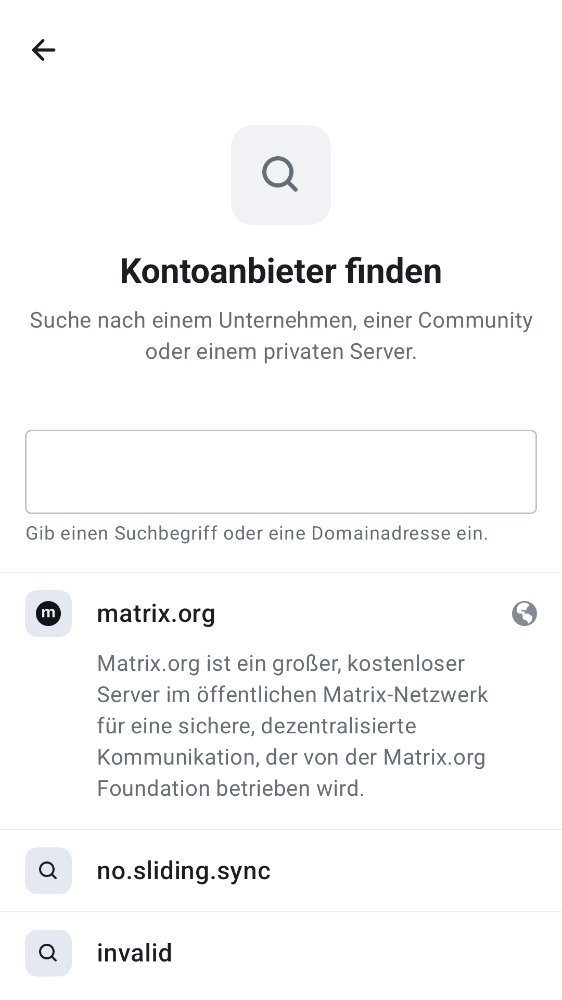 Kontoanbieter finden
Suche nach einem Unternehmen, einer Community
oder einem privaten Server.
Gib einen Suchbegriff oder eine Domainadresse ein.
m
matrix.org
Matrix.org ist ein großer, kostenloser
Server im öffentlichen Matrix-Netzwerk
für eine sichere, dezentralisierte
Kommunikation, der von der Matrix.org
Foundation betrieben wird.
no.sliding.sync
invalid